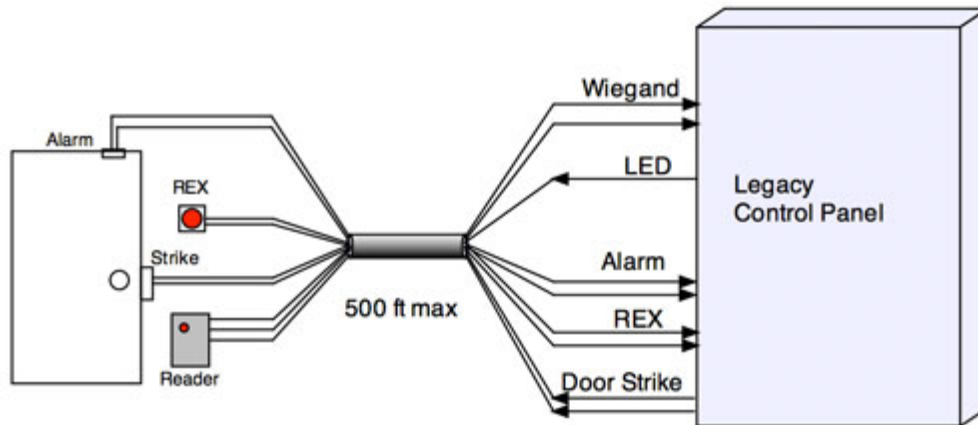 Alarm
REX
Strike
Reader
500 ft max
Wiegand
LED
Alarm
REX
Door Strike
Legacy
Control Panel